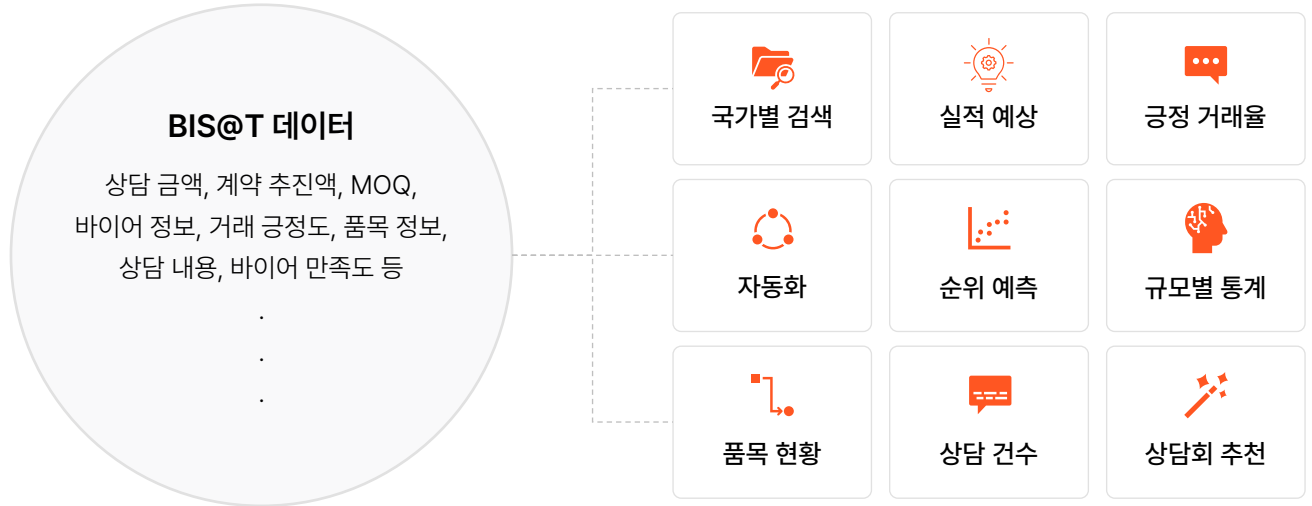 BIS@T 데이터
상담 금액, 계약 추진액, MOQ,
바이어 정보, 거래 긍정도, 품목 정보,
상담 내용, 바이어 만족도 등
.
.
.
국가별 검색
실적 예상
긍정 거래율
자동화
순위 예측
규모별 통계
품목 현황
상담 건수
상담회 추천